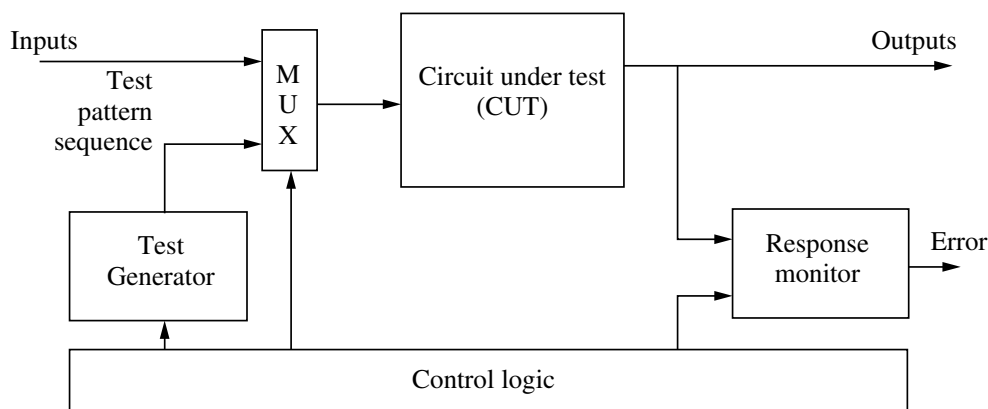 Inputs
Test
pattern
sequence
M
U
X
Circuit under test
(CUT)
Outputs
Test
Generator
Response
monitor
Error
Control logic